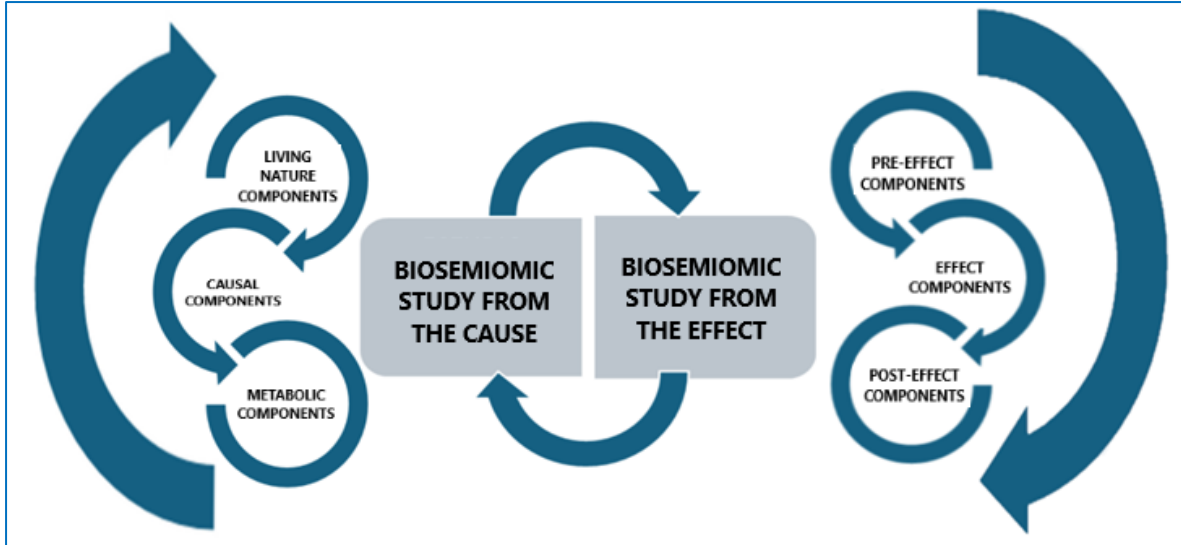 LIVING
NATURE
COMPONENTS
CAUSAL
COMPONENTS
METABOLIC
COMPONENTS
BIOSEMIOMIC
STUDY FROM
THE CAUSE
BIOSEMIOMIC
STUDY FROM
THE EFFECT
PRE-EFFECT
COMPONENTS
EFFECT
COMPONENTS
POST-EFFECT
COMPONENTS